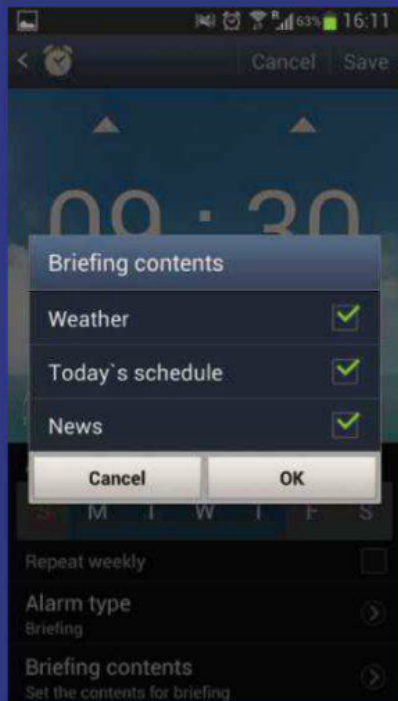 R 63% 16:11
Cancel Save
09 : 30
Briefing contents
Weather
Today`s schedule
News
Cancel OK
S M T W T F S
Repeat weekly
Alarm type
Briefing
Briefing contents
Set the contents for briefing